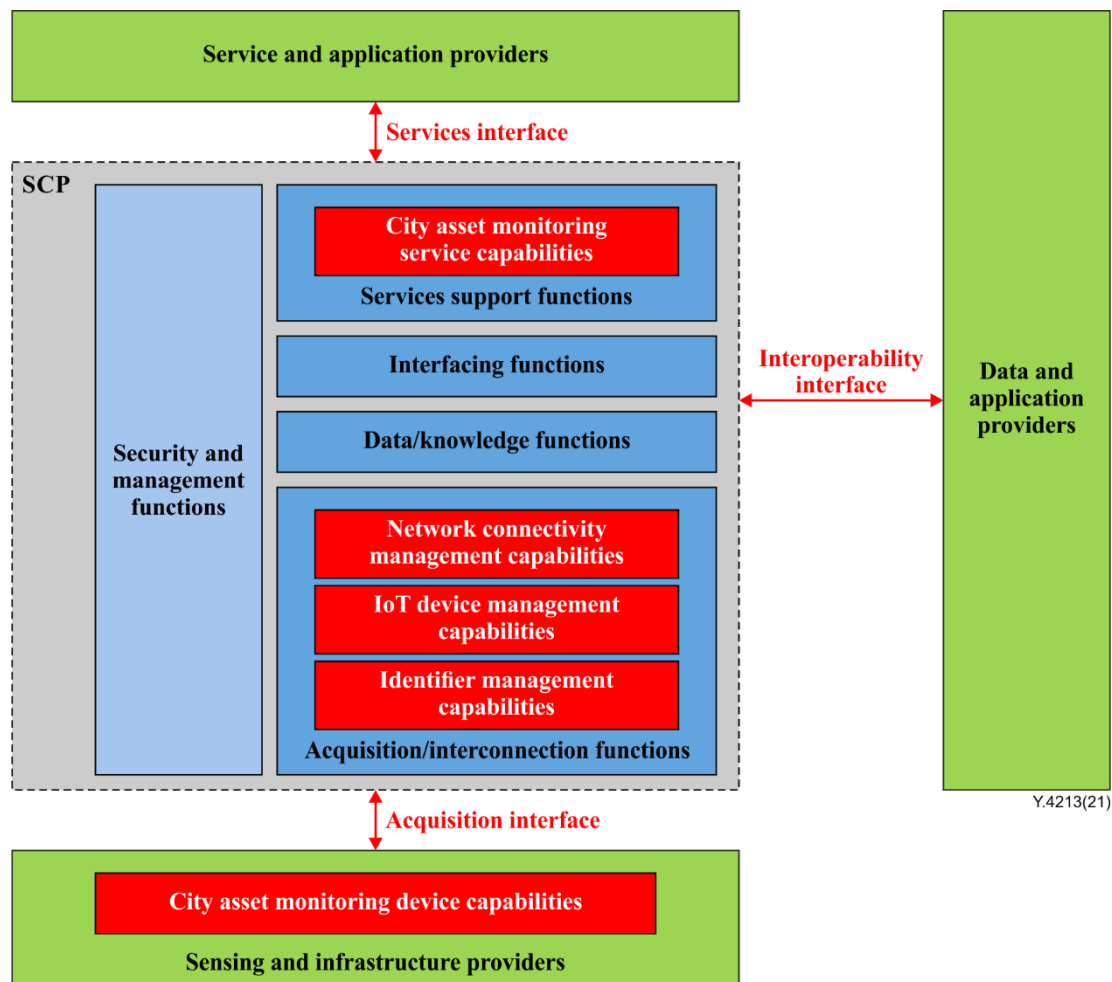 Service and application providers
Services interface
SCP
City asset monitoring
service capabilities
Services support functions
Interfacing functions
Data/knowledge functions
Security and
management
functions
Network connectivity
management capabilities
IoT device management
capabilities
Identifier management
capabilities
Acquisition/interconnection functions
Interoperability
interface
Data and
application
providers
Y.4213(21)
Acquisition interface
City asset monitoring device capabilities
Sensing and infrastructure providers